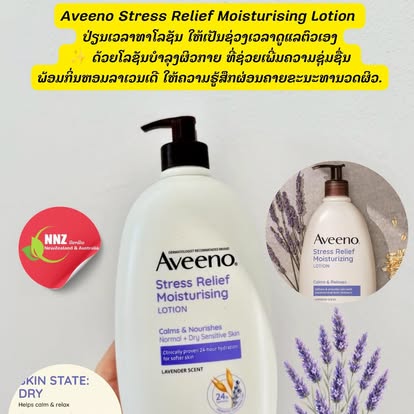 Aveeno Stress Relief Moisturising Lotion
ປ່ຽນເວລາທາໂລຊັນ ໃຫ້ເປັນຊ່ວງເວລາດູແລຕົວເອງ
✨ ດ້ວຍໂລຊັນບຳລຸງຜິວກາຍ ທີ່ຊ່ວຍເພີ່ມຄວາມຊຸ່ມຊື່ນ
ພ້ອມກິ່ນຫອມລາເວນເດີ ໃຫ້ຄວາມຮູ້ສຶກຜ່ອນຄາຍຂະນະທານວດຜິວ.
NNZ
NewZealand & Australia
DERMATOLOGIST RECOMMENDED BRAND
Aveeno
Stress Relief
Moisturising
LOTION
Calms & Nourishes
Normal + Dry Sensitive Skin
Clinically proven 24-hour hydration
for softer skin
LAVENDER SCENT
24
Aveeno
Stress Relief
Moisturizing
LOTION
Calms & Relaxes
SKIN STATE:
DRY
Helps calm & relax